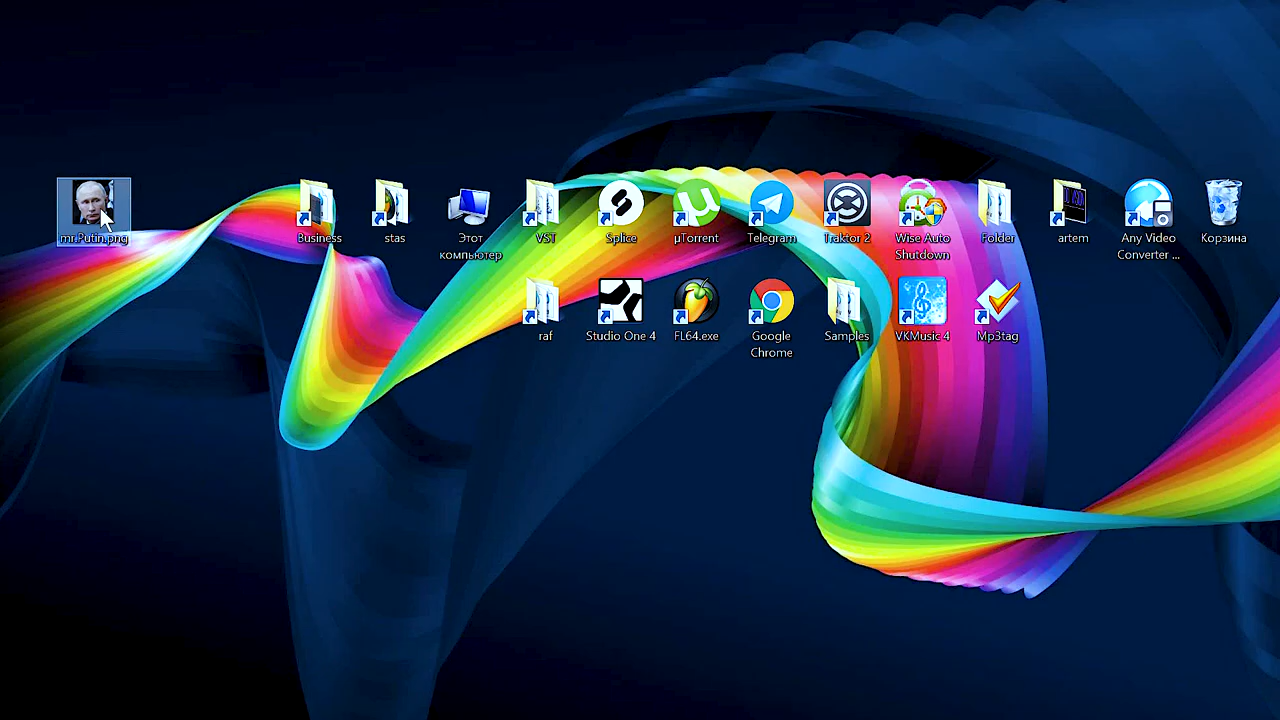 mr.Putin.png
Business
stas
Этот
компьютер
VST
Splice
µTorrent
Telegram
Traktor 2
Wise Auto
Shutdown
Folder
artem
Any Video
Converter ...
Корзина
raf
Studio One 4
FL64.exe
Google
Chrome
Samples
VKMusic 4
Mp3tag